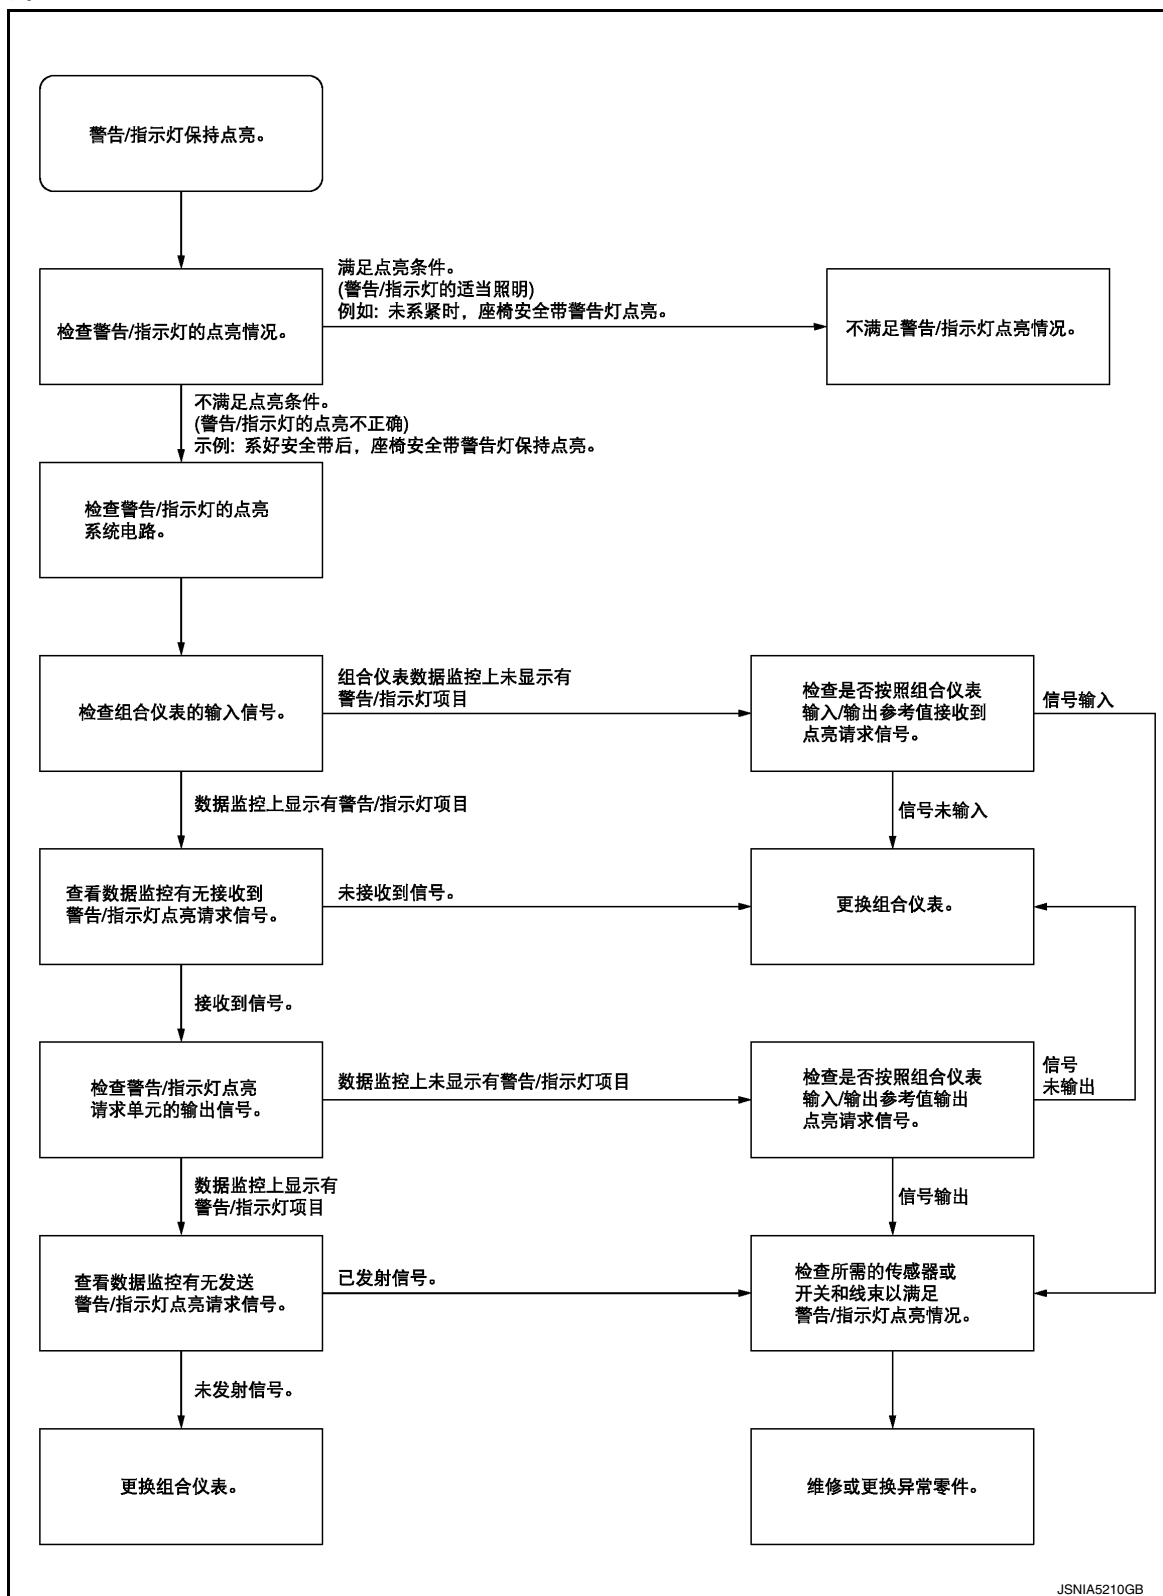 警告/指示灯保持点亮。
满足点亮条件。
(警告/指示灯的适当照明)
例如: 未系紧时，座椅安全带警告灯点亮。
检查警告/指示灯的点亮情况。
不满足警告/指示灯点亮情况。
不满足点亮条件。
(警告/指示灯的点亮不正确)
示例: 系好安全带后，座椅安全带警告灯保持点亮。
检查警告/指示灯的点亮
系统电路。
检查组合仪表的输入信号。
组合仪表数据监控上未显示有
警告/指示灯项目
检查是否按照组合仪表
输入/输出参考值接收到
点亮请求信号。
信号输入
数据监控上显示有警告/指示灯项目
信号未输入
查看数据监控有无接收到
警告/指示灯点亮请求信号。
未接收到信号。
更换组合仪表。
接收到信号。
检查警告/指示灯点亮
请求单元的输出信号。
数据监控上未显示有警告/指示灯项目
检查是否按照组合仪表
输入/输出参考值输出
点亮请求信号。
信号
未输出
数据监控上显示有
警告/指示灯项目
信号输出
查看数据监控有无发送
警告/指示灯点亮请求信号。
已发射信号。
检查所需的传感器或
开关和线束以满足
警告/指示灯点亮情况。
未发射信号。
更换组合仪表。
维修或更换异常零件。
JSNIA5210GB